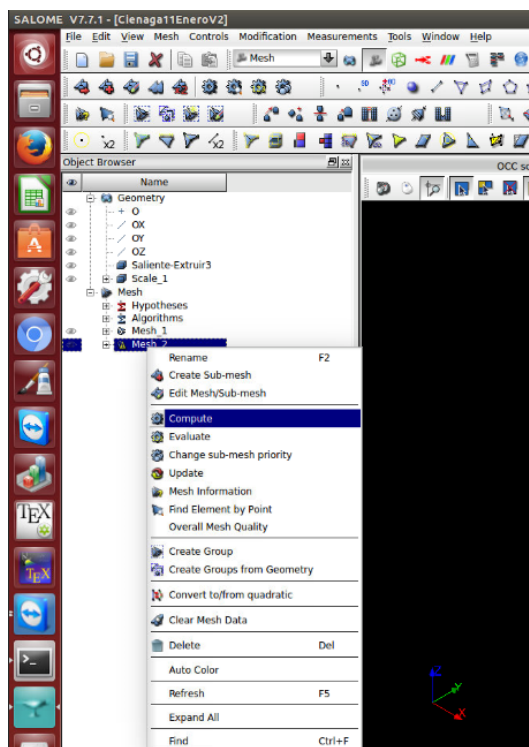 SALOME V7.7.1 - [Cienaga11EneroV2]
File Edit View Mesh Controls Modification Measurements Tools Window Help
Mesh
Object Browser
OCC sc
Name
Geometry
O
OX
OY
OZ
Saliente-Extruir3
Scale_1
Mesh
Hypotheses
Algorithms
Mesh_1
Mesh_2
Rename F2
Create Sub-mesh
Edit Mesh/Sub-mesh
Compute
Evaluate
Change sub-mesh priority
Update
Mesh Information
Find Element by Point
Overall Mesh Quality
Create Group
Create Groups from Geometry
Convert to/from quadratic
Clear Mesh Data
Delete Del
Auto Color
Refresh F5
Expand All
Find Ctrl+F
TEX
TEX
Z
Y
X